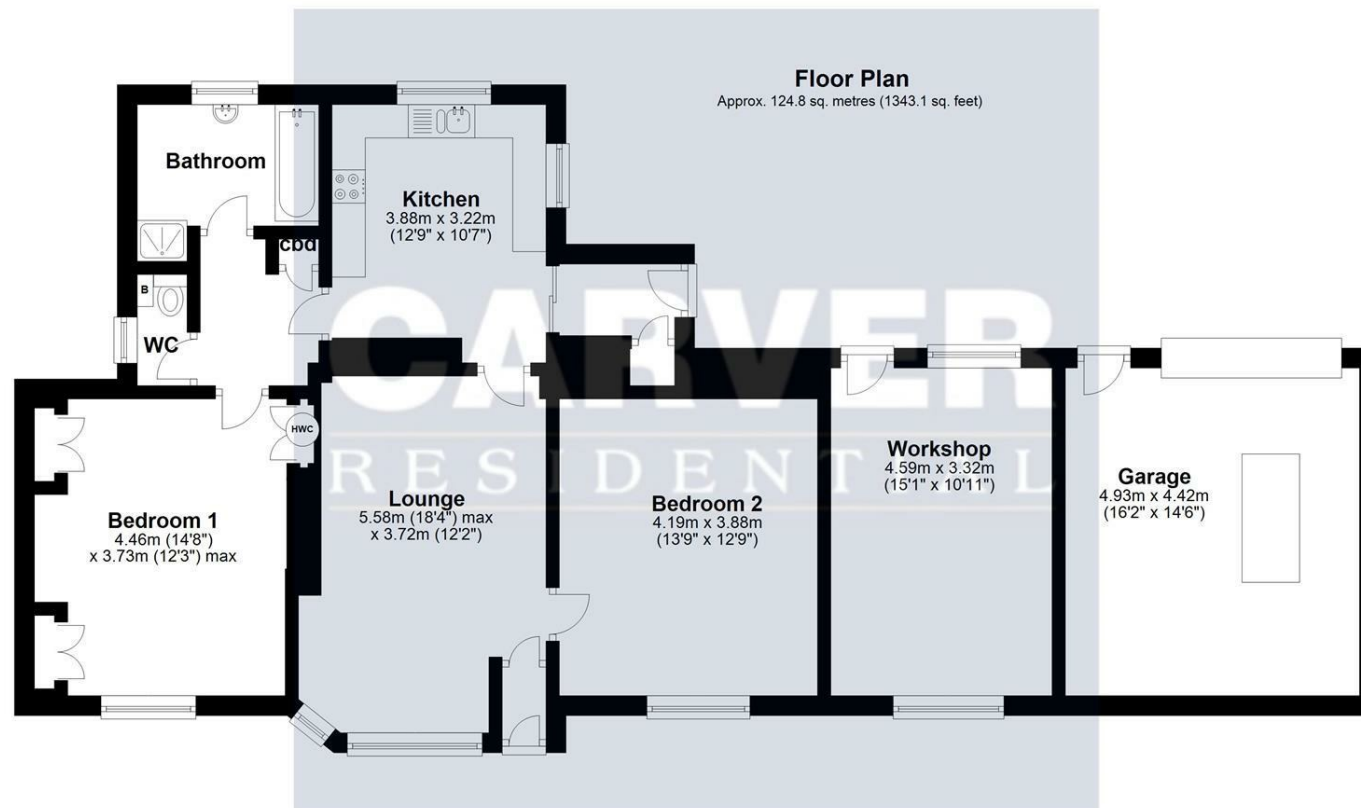 Floor Plan
Approx. 124.8 sq. metres (1343.1 sq. feet)
Bathroom
Kitchen
3.88m x 3.22m
(12'9" x 10'7")
cbd
B
WC
CARVER
RESIDENTIAL
HWC
Bedroom 1
4.46m (14'8")
x 3.73m (12'3") max
Lounge
5.58m (18'4") max
x 3.72m (12'2")
Bedroom 2
4.19m x 3.88m
(13'9" x 12'9")
Workshop
4.59m x 3.32m
(15'1" x 10'11")
Garage
4.93m x 4.42m
(16'2" x 14'6")